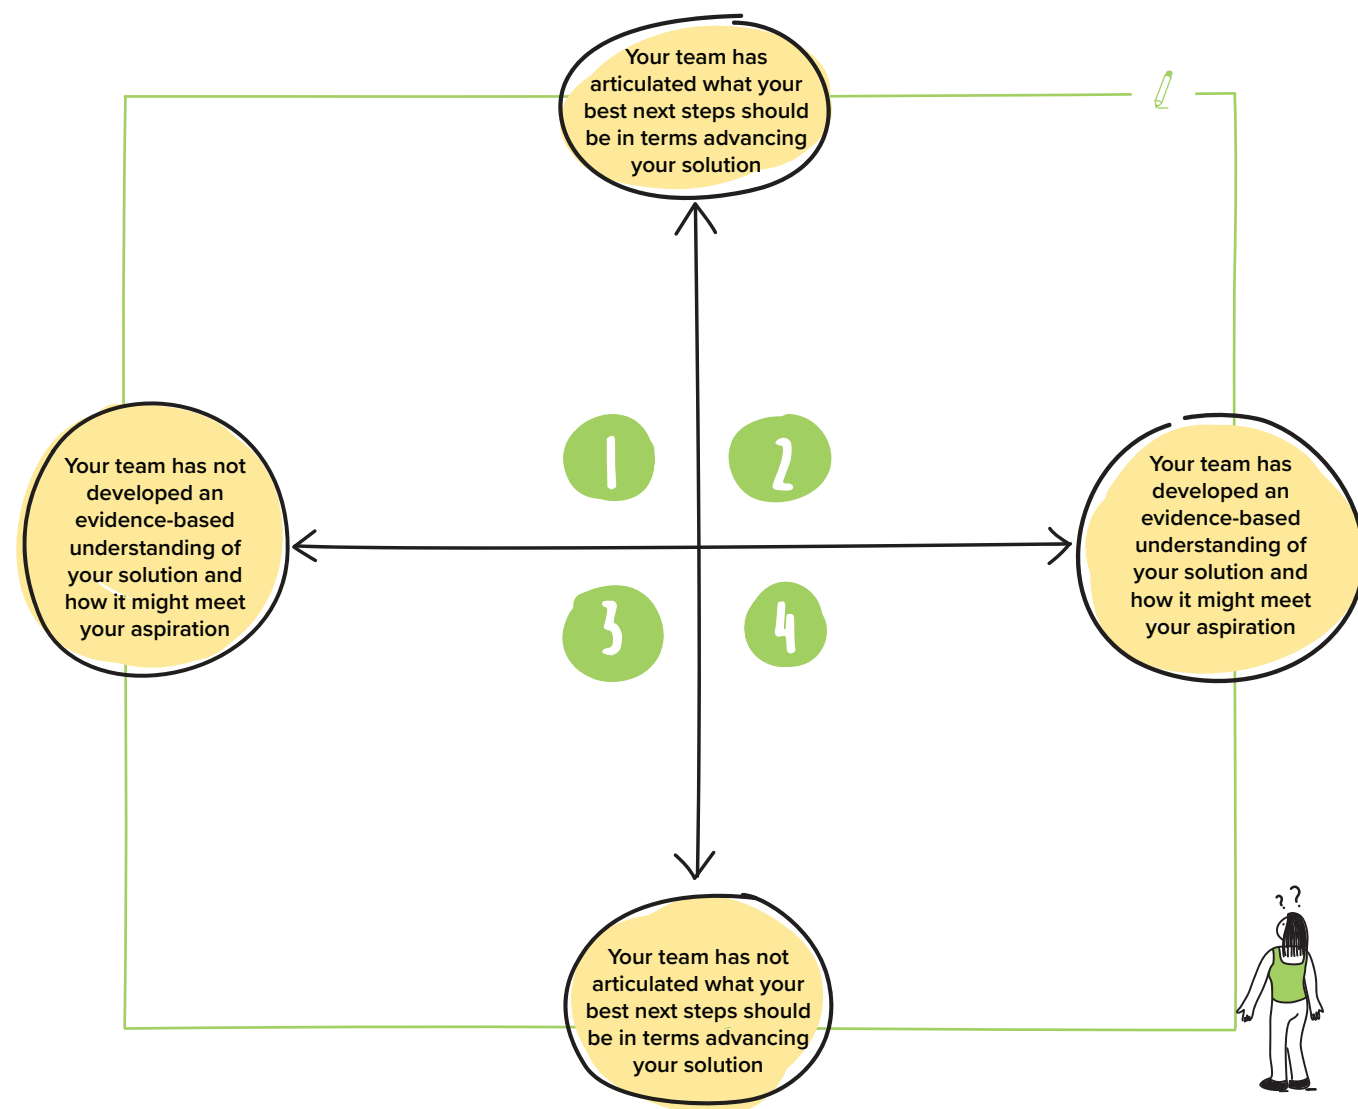 Your team has
articulated what your
best next steps should
be in terms advancing
your solution
1
2
Your team has not
developed an
evidence-based
understanding of
your solution and
how it might meet
your aspiration
Your team has
developed an
evidence-based
understanding of
your solution and
how it might meet
your aspiration
3
4
Your team has not
articulated what your
best next steps should
be in terms advancing
your solution
? ?